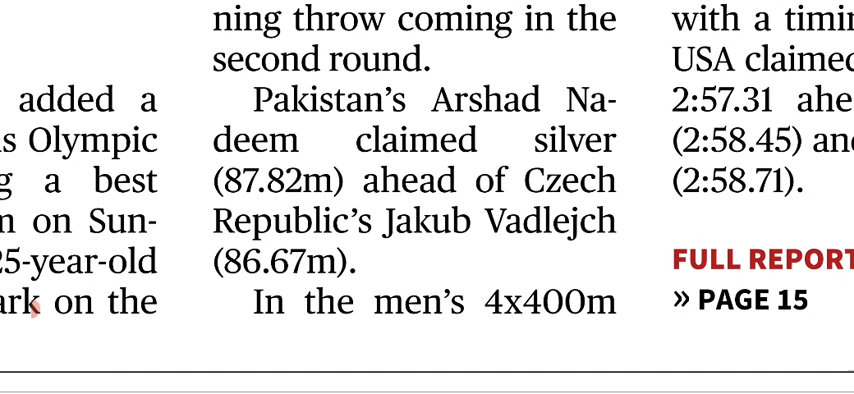 added a
Olympic
a best
on Sun-
25-year-old
on the
ning throw coming in the
second round.
Pakistan's Arshad Na-
deem claimed silver
(87.82m) ahead of Czech
Republic's Jakub Vadlejch
(86.67m).
In the men's 4x400m
with a
USA claimed
2:57.31
(2:58.45) and
(2:58.71).
FULL REPORT
» PAGE 15